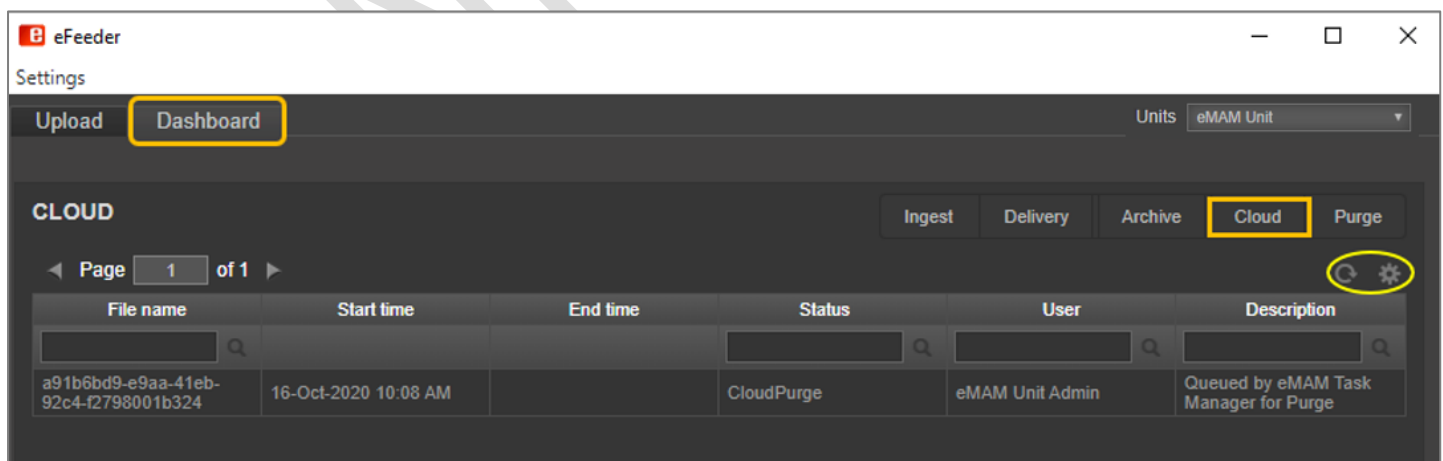 eFeeder
Settings
Upload Dashboard Units eMAM Unit
CLOUD Ingest Delivery Archive Cloud Purge
Page 1 of 1
File name Start time End time Status User Description
a91b6bd9-e9aa-41eb-
92c4-f2798001b324
16-Oct-2020 10:08 AM
CloudPurge
eMAM Unit Admin
Queued by eMAM Task
Manager for Purge